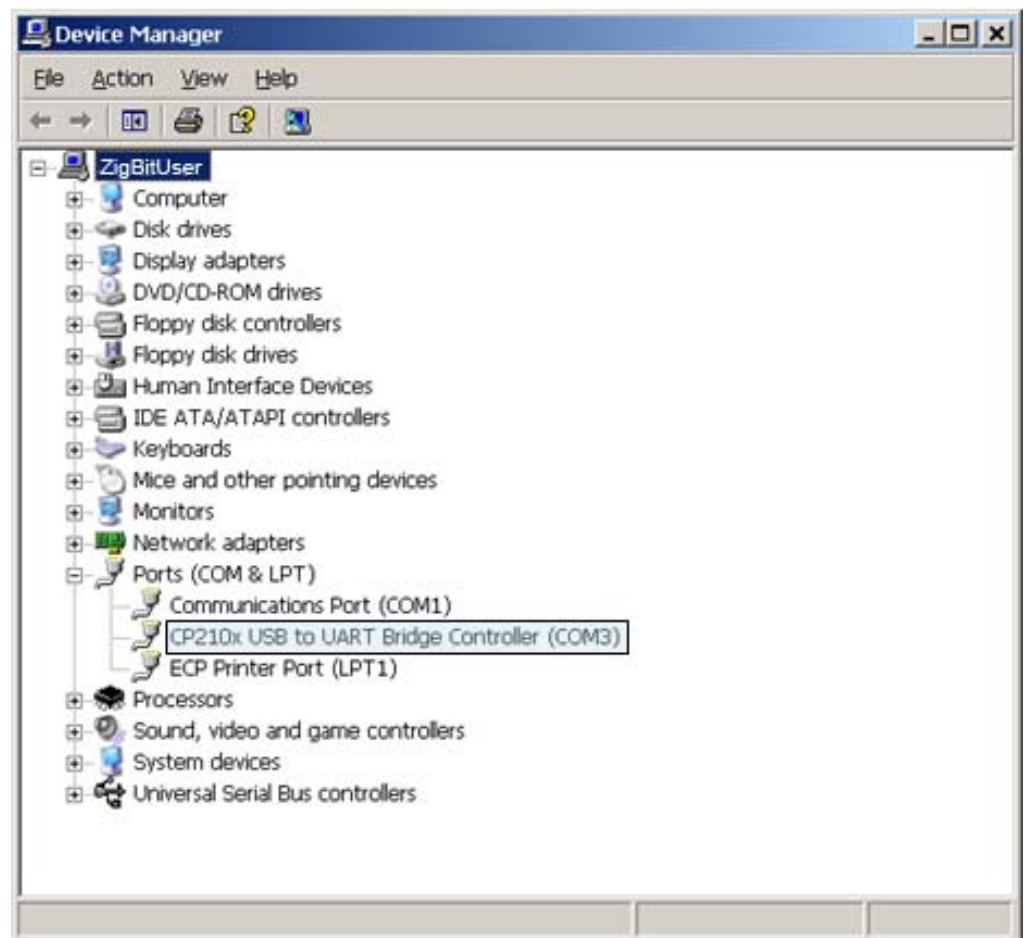 Device Manager
File Action View Help
ZigBitUser
Computer
Disk drives
Display adapters
DVD/CD-ROM drives
Floppy disk controllers
Floppy disk drives
Human Interface Devices
IDE ATA/ATAPI controllers
Keyboards
Mice and other pointing devices
Monitors
Network adapters
Ports (COM & LPT)
Communications Port (COM1)
CP210x USB to UART Bridge Controller (COM3)
ECP Printer Port (LPT1)
Processors
Sound, video and game controllers
System devices
Universal Serial Bus controllers